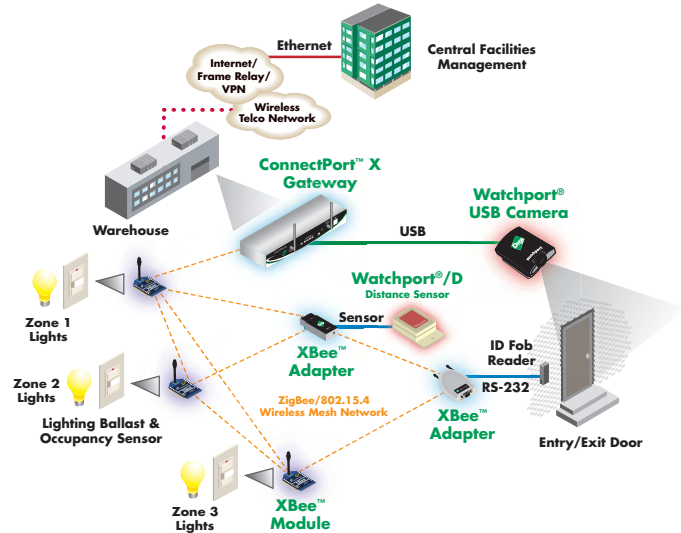 Ethernet
Central Facilities
Management
Internet/
Frame Relay/
VPN
Wireless
Telco Network
ConnectPort™ X
Gateway
Warehouse
Watchport®
USB Camera
USB
Digi
Watchport®/D
Distance Sensor
Sensor
Zone 1
Lights
XBee™
Adapter
ID Fob
Reader
RS-232
Zone 2
Lights
Lighting Ballast &
Occupancy Sensor
ZigBee/802.15.4
Wireless Mesh Network
XBee™
Adapter
Entry/Exit Door
Zone 3
Lights
XBee™
Module